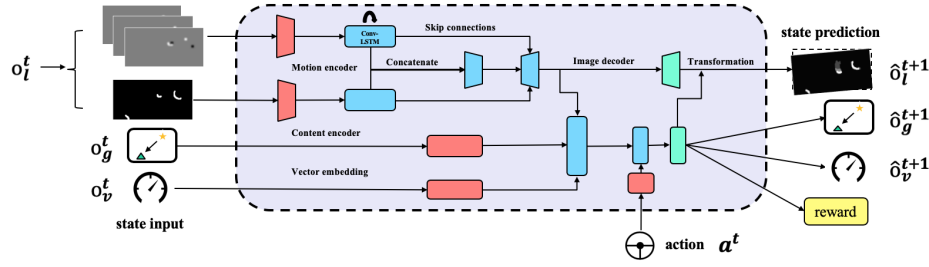 o_l^t
Conv-
LSTM
Skip connections
state prediction
Motion encoder
Concatenate
Image decoder
Transformation
ô_l^{t+1}
Content encoder
o_g^t
ô_g^{t+1}
Vector embedding
o_v^t
ô_v^{t+1}
state input
reward
action a^t